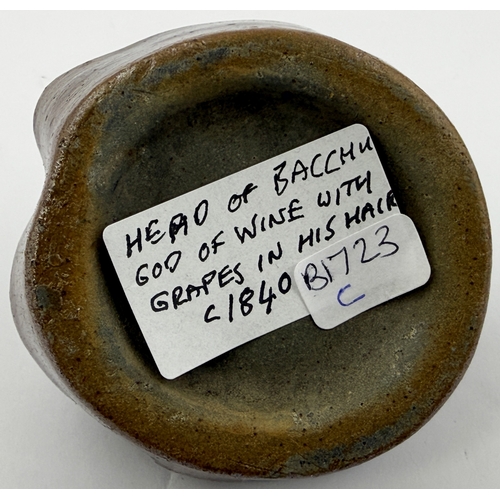 HEAD OF BACCHU
GOD OF WINE WITH
GRAPES IN HIS HAIR
C1840
B1723
C